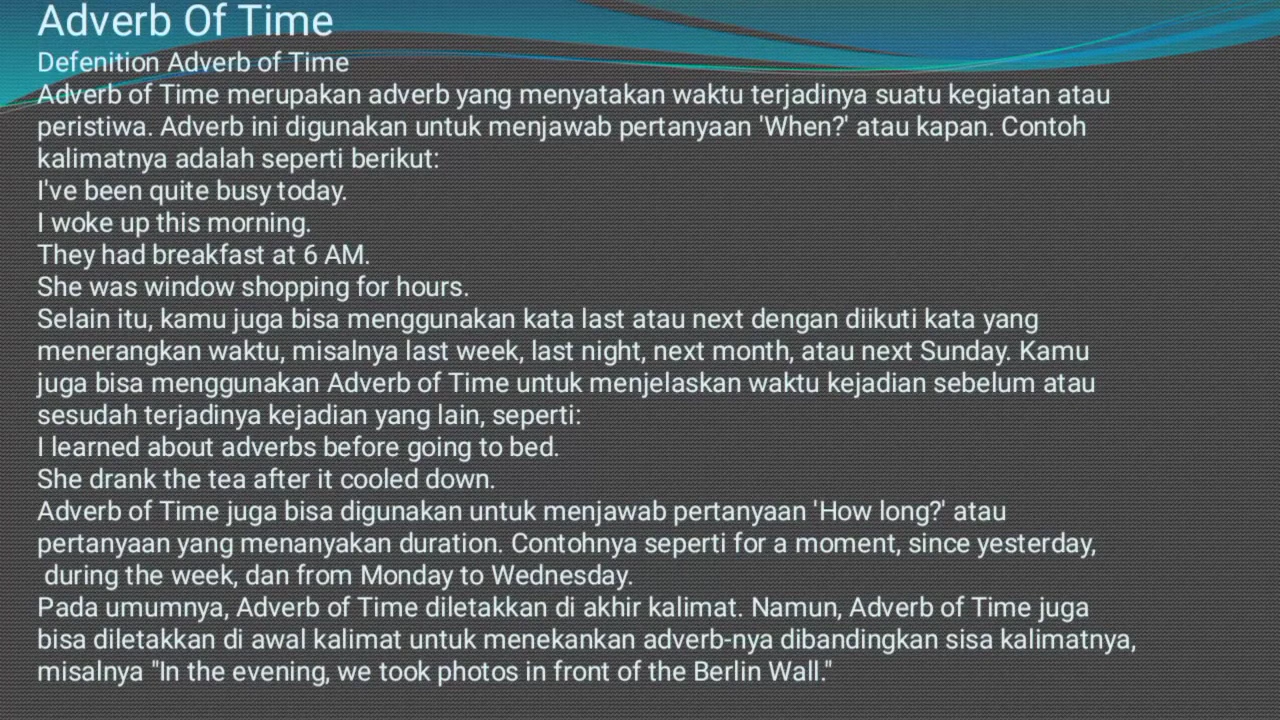 Adverb Of Time
Defenition Adverb of Time
Adverb of Time merupakan adverb yang menyatakan waktu terjadinya suatu kegiatan atau
peristiwa. Adverb ini digunakan untuk menjawab pertanyaan 'When?' atau kapan. Contoh
kalimatnya adalah seperti berikut:
I've been quite busy today.
I woke up this morning.
They had breakfast at 6 AM.
She was window shopping for hours.
Selain itu, kamu juga bisa menggunakan kata last atau next dengan diikuti kata yang
menerangkan waktu, misalnya last week, last night, next month, atau next Sunday. Kamu
juga bisa menggunakan Adverb of Time untuk menjelaskan waktu kejadian sebelum atau
sesudah terjadinya kejadian yang lain, seperti:
I learned about adverbs before going to bed.
She drank the tea after it cooled down.
Adverb of Time juga bisa digunakan untuk menjawab pertanyaan 'How long?' atau
pertanyaan yang menanyakan duration. Contohnya seperti for a moment, since yesterday,
during the week, dan from Monday to Wednesday.
Pada umumnya, Adverb of Time diletakkan di akhir kalimat. Namun, Adverb of Time juga
bisa diletakkan di awal kalimat untuk menekankan adverb-nya dibandingkan sisa kalimatnya,
misalnya "In the evening, we took photos in front of the Berlin Wall."